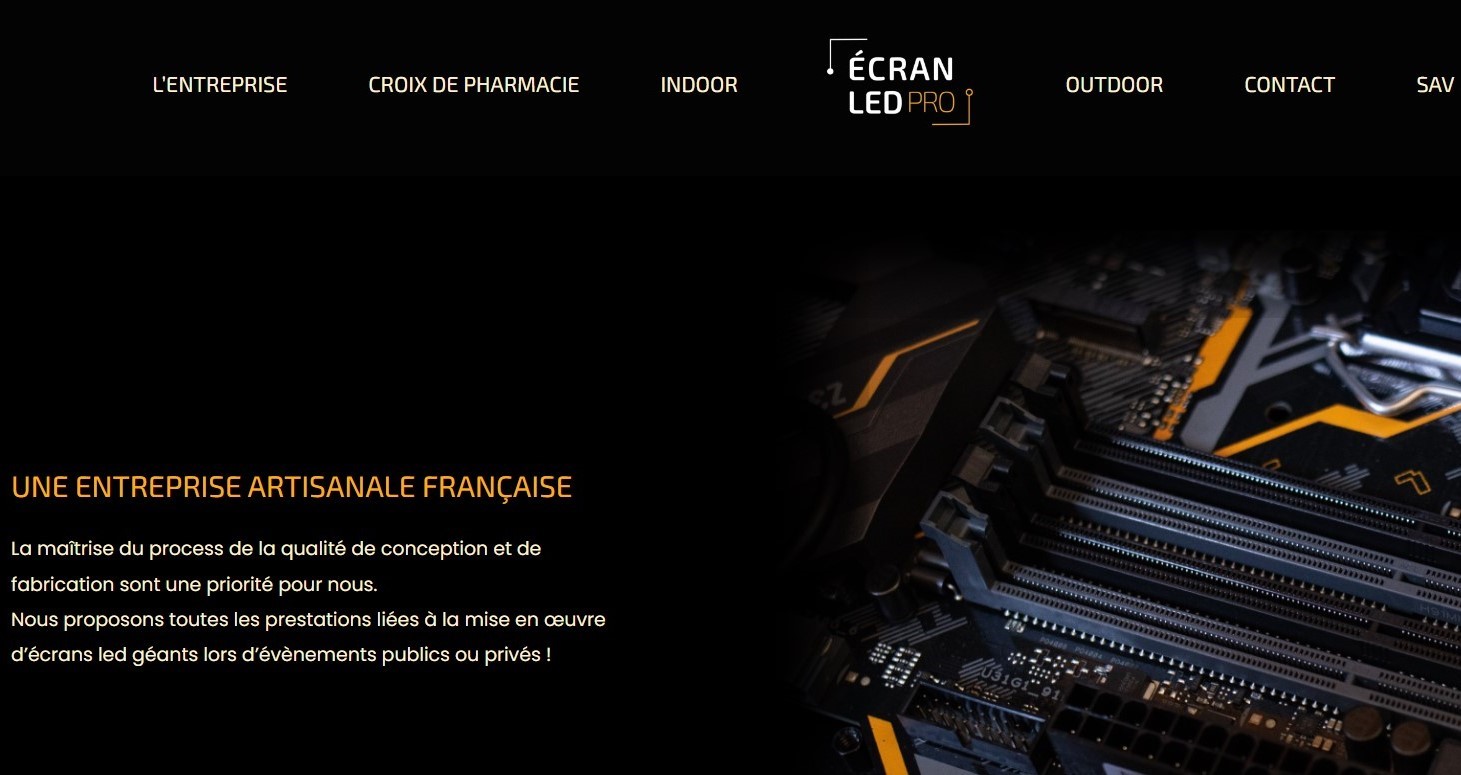 L'ENTREPRISE CROIX DE PHARMACIE INDOOR
ÉCRAN
LED PRO
OUTDOOR CONTACT SAV
UNE ENTREPRISE ARTISANALE FRANÇAISE
La maîtrise du process de la qualité de conception et de
fabrication sont une priorité pour nous.
Nous proposons toutes les prestations liées à la mise en œuvre
d’écrans led géants lors d’évènements publics ou privés !
U31G1_91